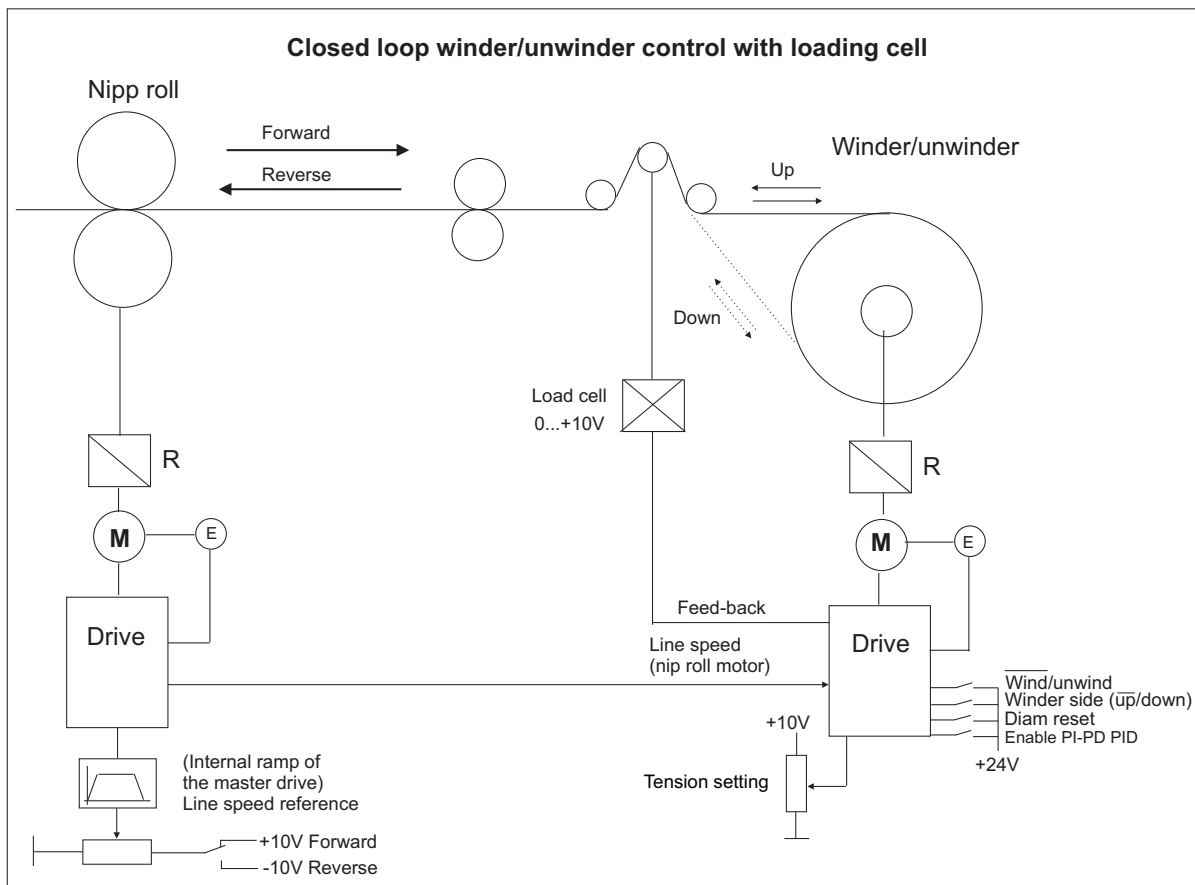 Closed loop winder/unwinder control with loading cell
Nipp roll
Forward
Reverse
Winder/unwinder
Up
Down
Load cell
0...+10V
R
R
M
E
M
E
Feed-back
Drive
Drive
Line speed
(nip roll motor)
Wind/unwind
Winder side (up/down)
Diam reset
Enable PI-PD PID
+24V
+10V
Tension setting
(Internal ramp of
the master drive)
Line speed reference
+10V Forward
-10V Reverse